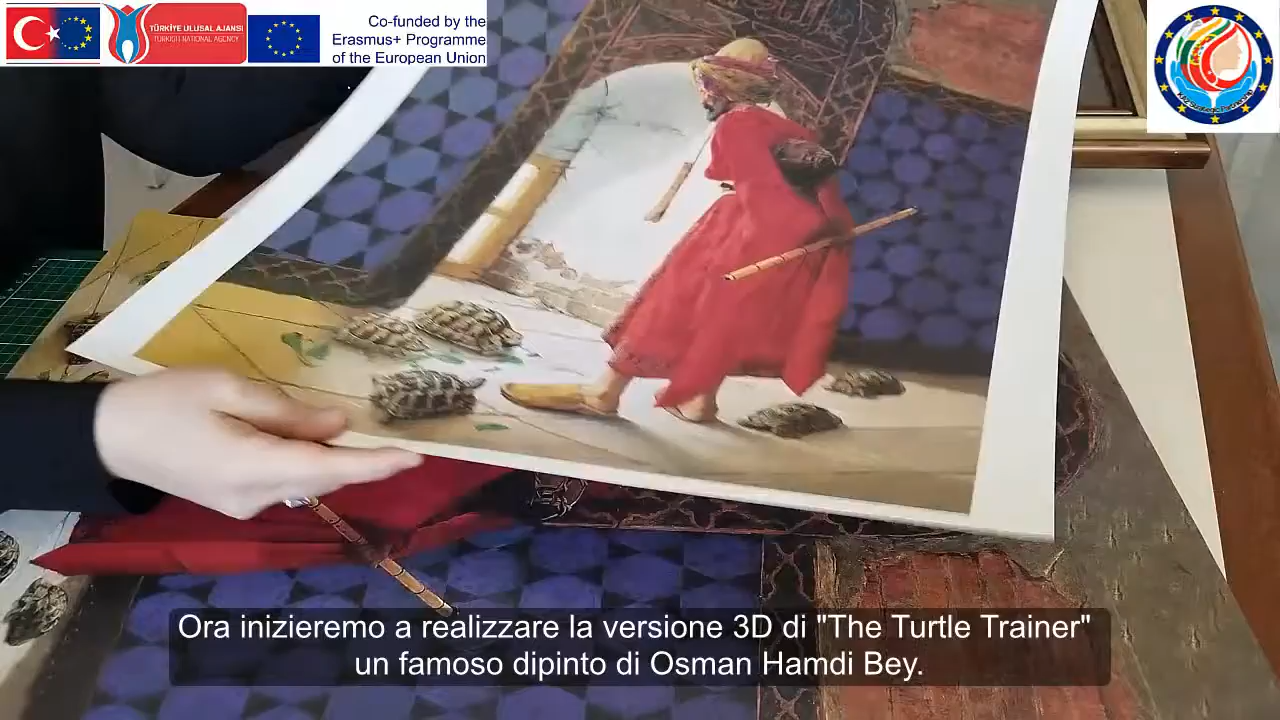 TÜRKİYE ULUSAL AJANSI
TURKISH NATIONAL AGENCY
Co-funded by the
Erasmus+ Programme
of the European Union
Ora inizieremo a realizzare la versione 3D di "The Turtle Trainer"
un famoso dipinto di Osman Hamdi Bey.